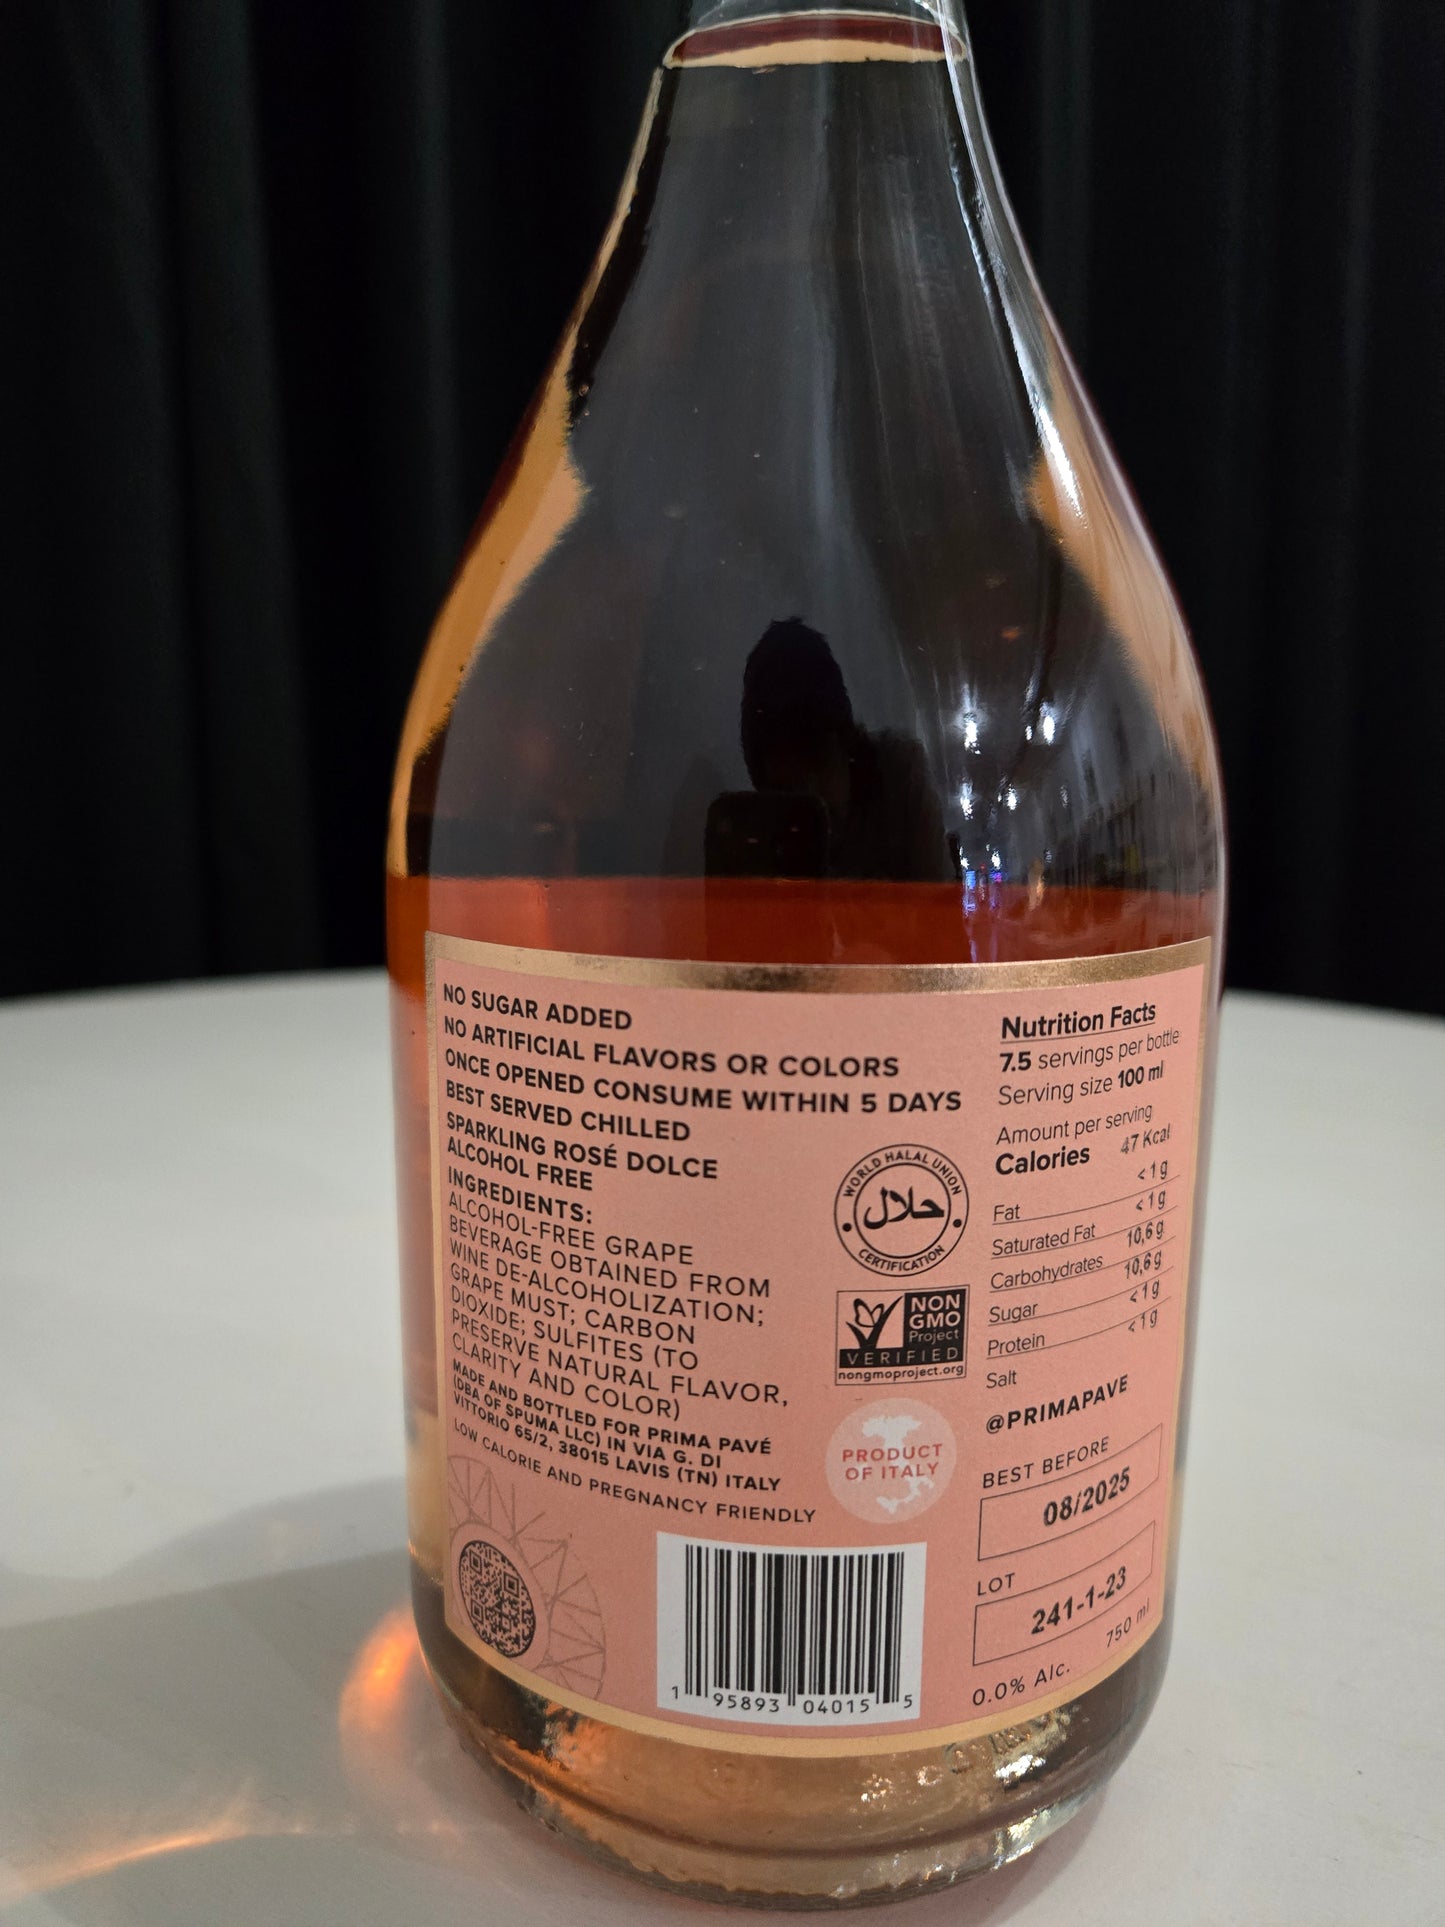 NO SUGAR ADDED
NO ARTIFICIAL FLAVORS OR COLORS
ONCE OPENED CONSUME WITHIN 5 DAYS
BEST SERVED CHILLED
SPARKLING ROSÉ DOLCE
ALCOHOL FREE
INGREDIENTS:
ALCOHOL-FREE GRAPE
BEVERAGE OBTAINED FROM
WINE DE-ALCOHOLIZATION;
GRAPE MUST; CARBON
DIOXIDE; SULFITES (TO
PRESERVE NATURAL FLAVOR,
CLARITY AND COLOR)
MADE AND BOTTLED FOR PRIMA PAVÉ
(DBA OF SPUMA LLC) IN VIA G. DI
VITTORIO 65/2, 38015 LAVIS (TN) ITALY
LOW CALORIE AND PREGNANCY FRIENDLY
WORLD HALAL UNION
حلال
CERTIFICATION
NON
GMO
Project
VERIFIED
nongmoproject.org
PRODUCT
OF ITALY
1 95893 04015 5
Nutrition Facts
7.5 servings per bottle
Serving size 100 ml
Amount per serving
Calories 47 Kcal
Fat <1g
Saturated Fat <1g
Carbohydrates 10,6g
Sugar 10,6g
Protein <1g
Salt <1g
@PRIMAPAVE
BEST BEFORE
08/2025
LOT
241-1-23
750 ml
0.0% Alc.